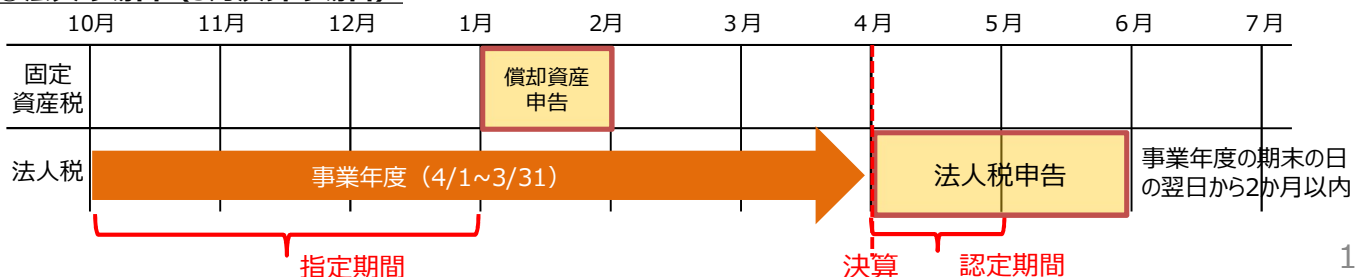 10月 11月 12月 1月 2月 3月 4月 5月 6月 7月
固定
資産税
償却資産
申告
法人税
事業年度（4/1~3/31）
法人税申告
事業年度の期末の日
の翌日から2か月以内
指定期間
決算
認定期間
1